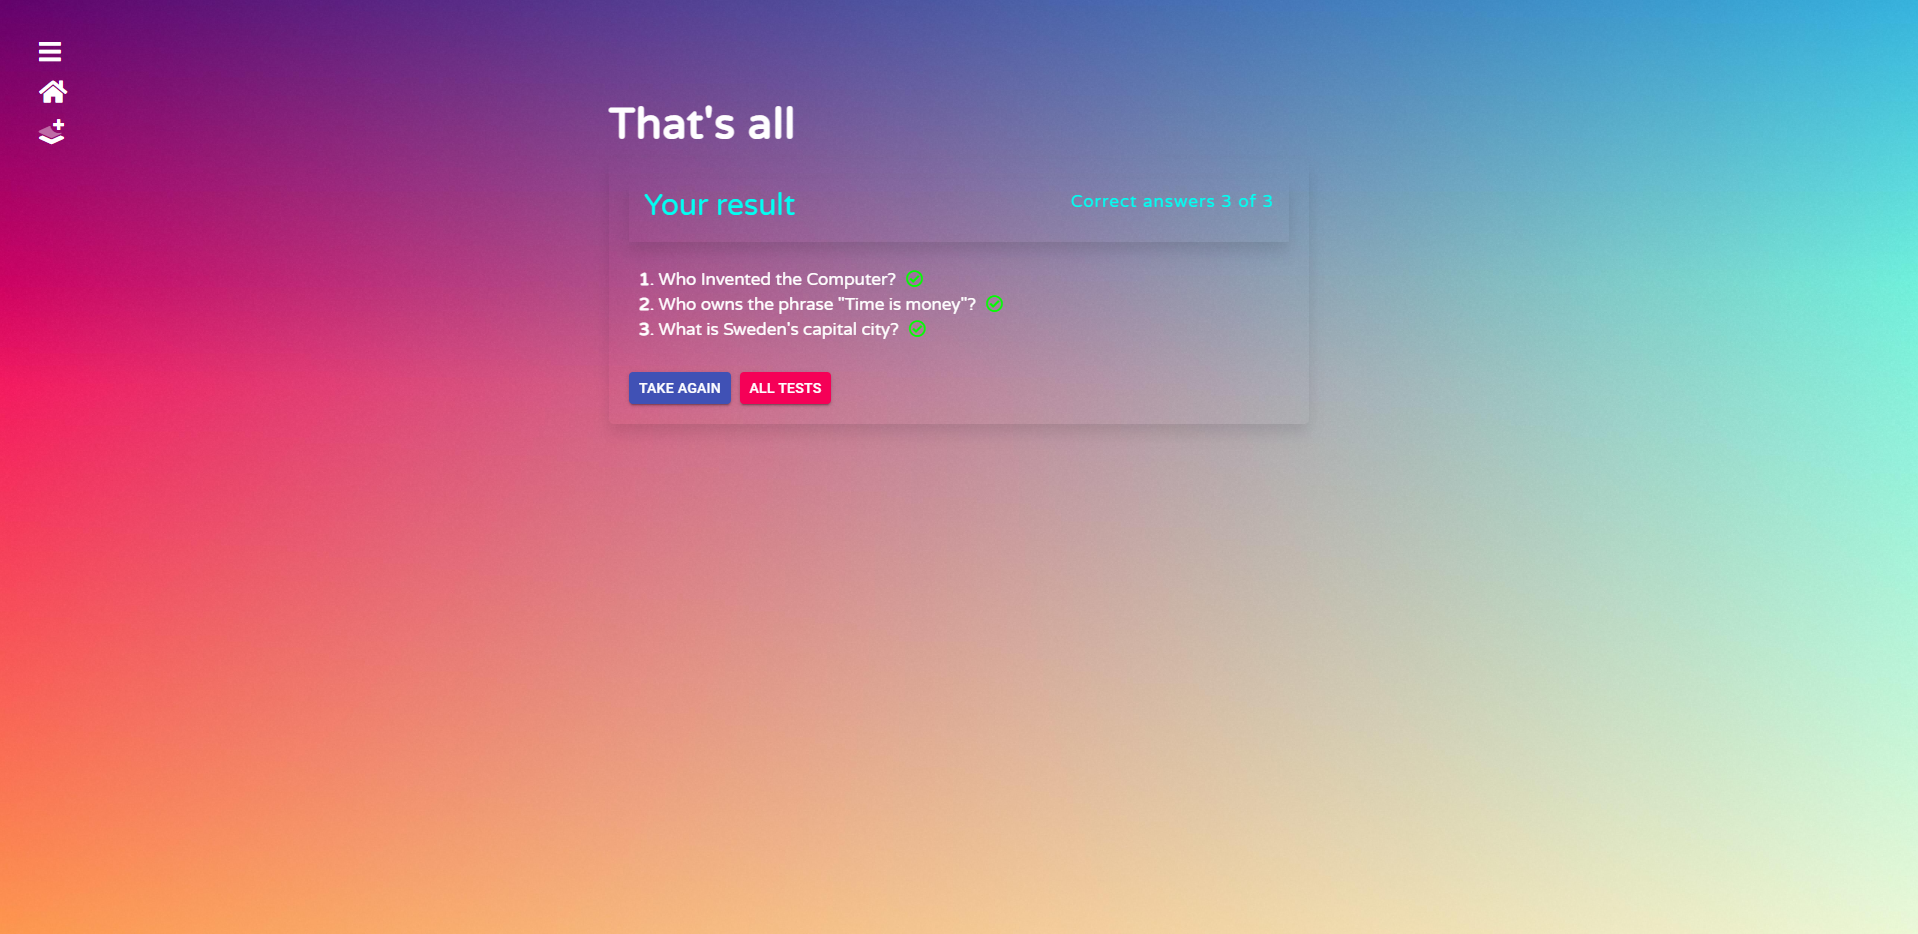 That's all
Your result
Correct answers 3 of 3
1. Who Invented the Computer?
2. Who owns the phrase "Time is money"?
3. What is Sweden's capital city?
TAKE AGAIN
ALL TESTS